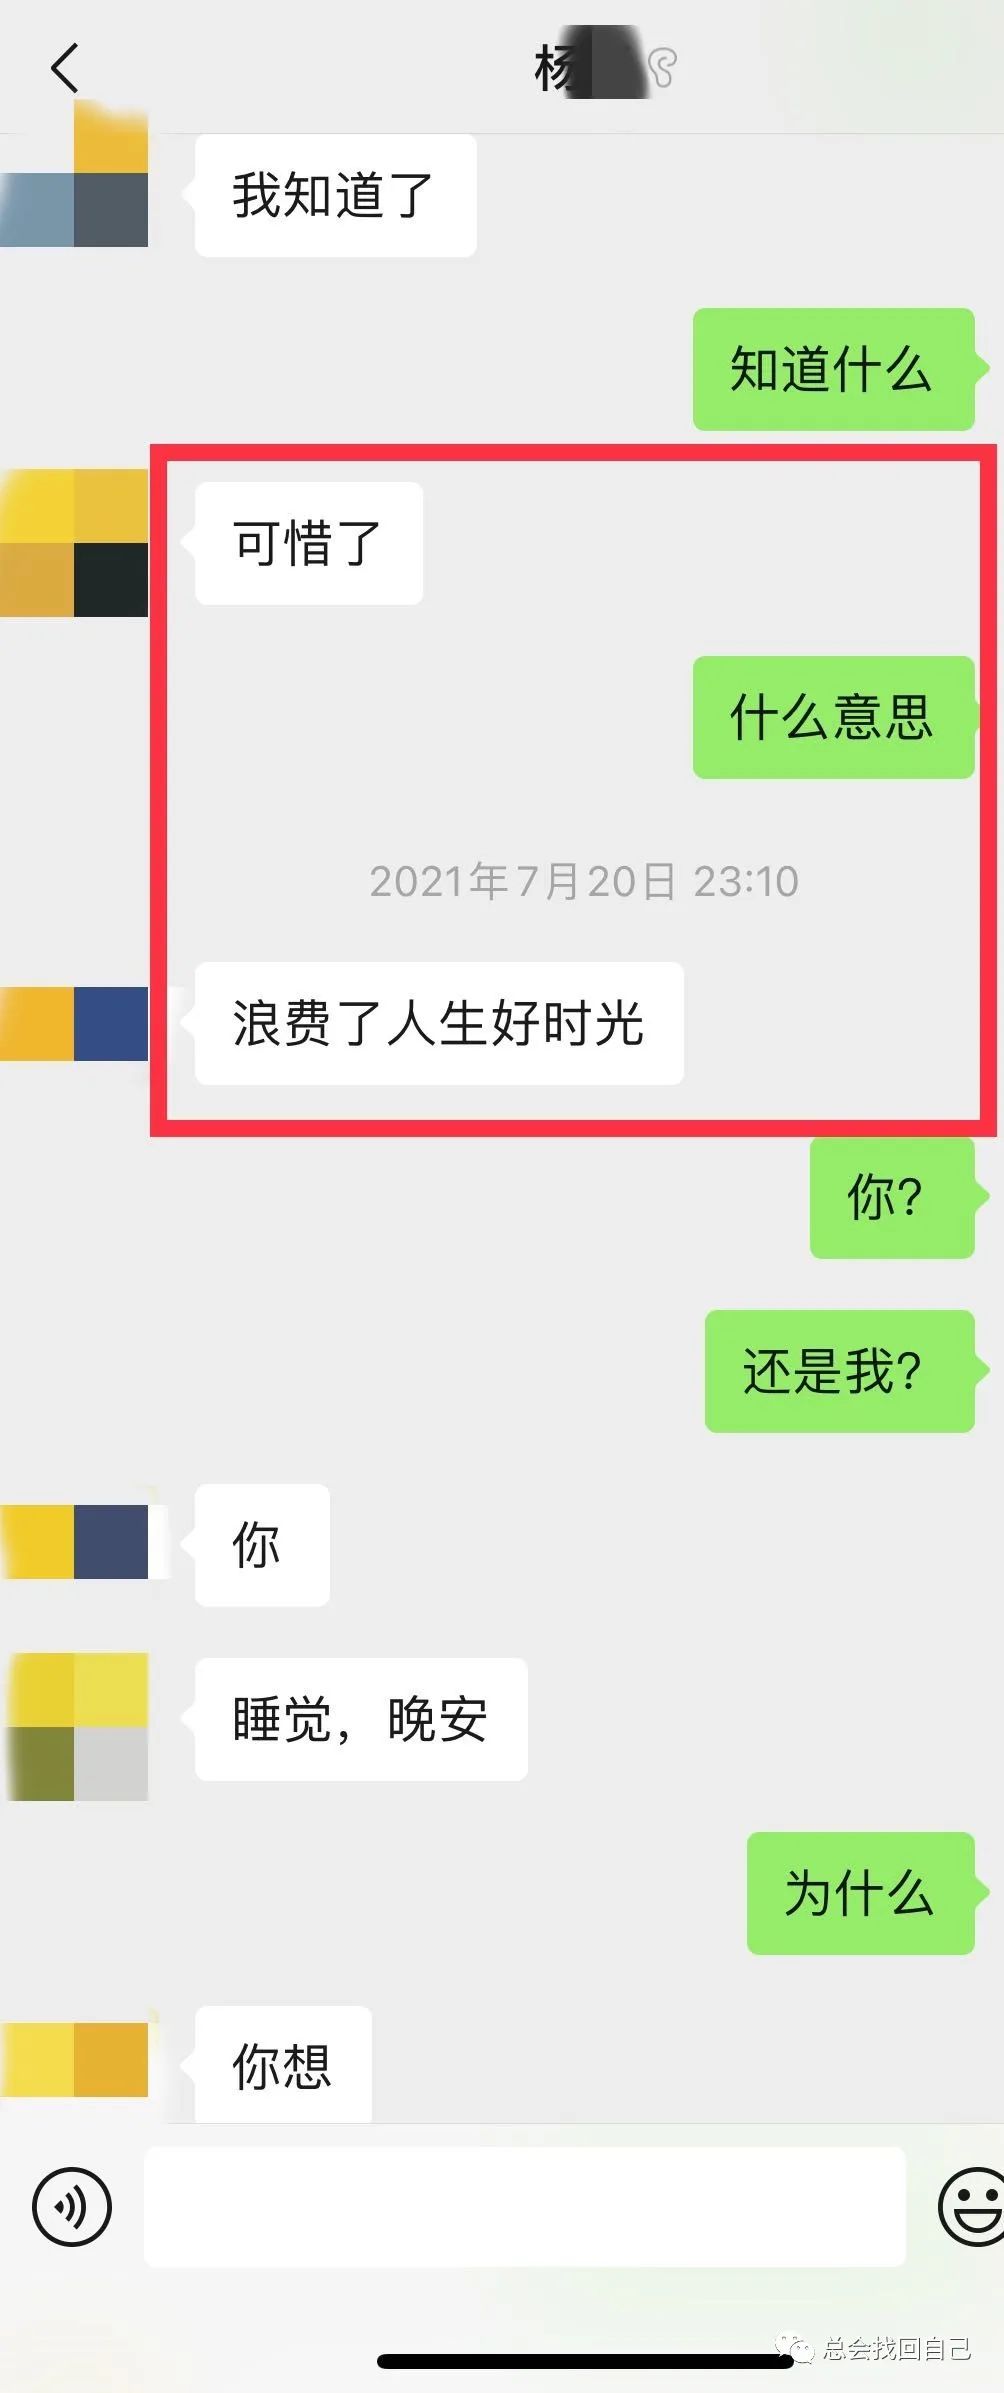 杨
我知道了
知道什么
可惜了
什么意思
2021年7月20日 23:10
浪费了人生好时光
你?
还是我?
你
睡觉，晚安
为什么
你想
总会找回自己